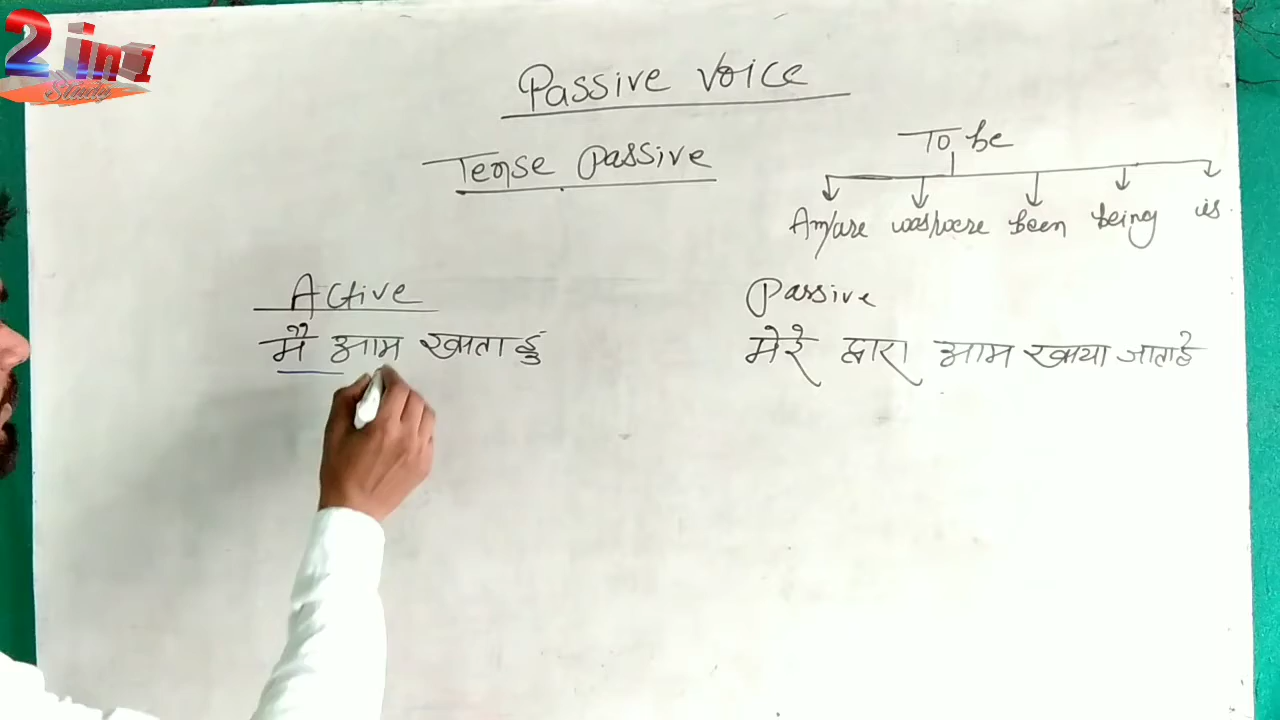 2 in 1
Study
Passive Voice
Tense Passive
To be
Am/are was/were been being is
Active
Passive
मै आम खाता हुं
मेरे द्वारा आम खाया जाता है